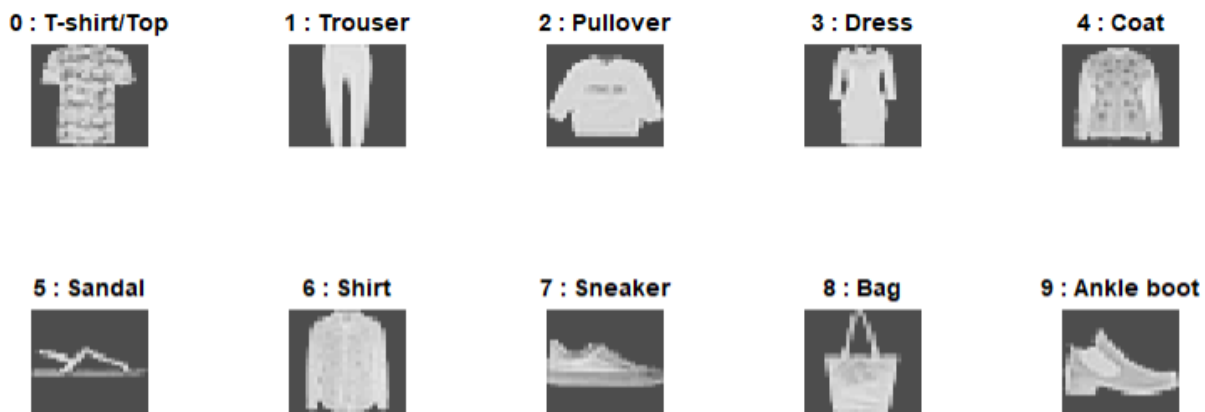 0 : T-shirt/Top
1 : Trouser
2 : Pullover
3 : Dress
4 : Coat
5 : Sandal
6 : Shirt
7 : Sneaker
8 : Bag
9 : Ankle boot